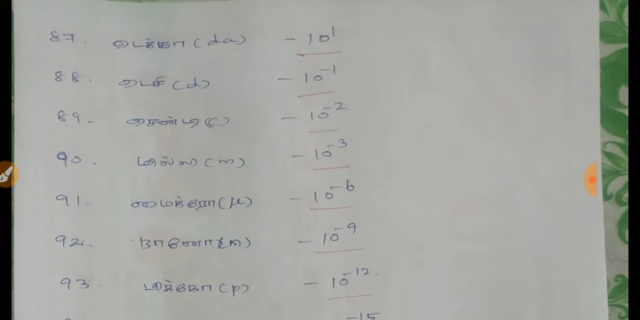 87. டெக்கா (da) - 10¹
88. டெசி (d) - 10⁻¹
89. சென்டி (c) - 10⁻²
90. மில்லி (m) - 10⁻³
91. மைக்ரோ (μ) - 10⁻⁶
92. நானோ (n) - 10⁻⁹
93. பிக்கோ (p) - 10⁻¹².
-15